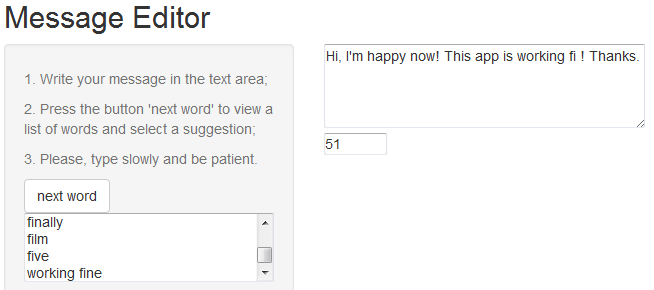 Message Editor
1. Write your message in the text area;
2. Press the button 'next word' to view a
list of words and select a suggestion;
3. Please, type slowly and be patient.
next word
finally
film
five
working fine
Hi, I'm happy now! This app is working fi ! Thanks.
51